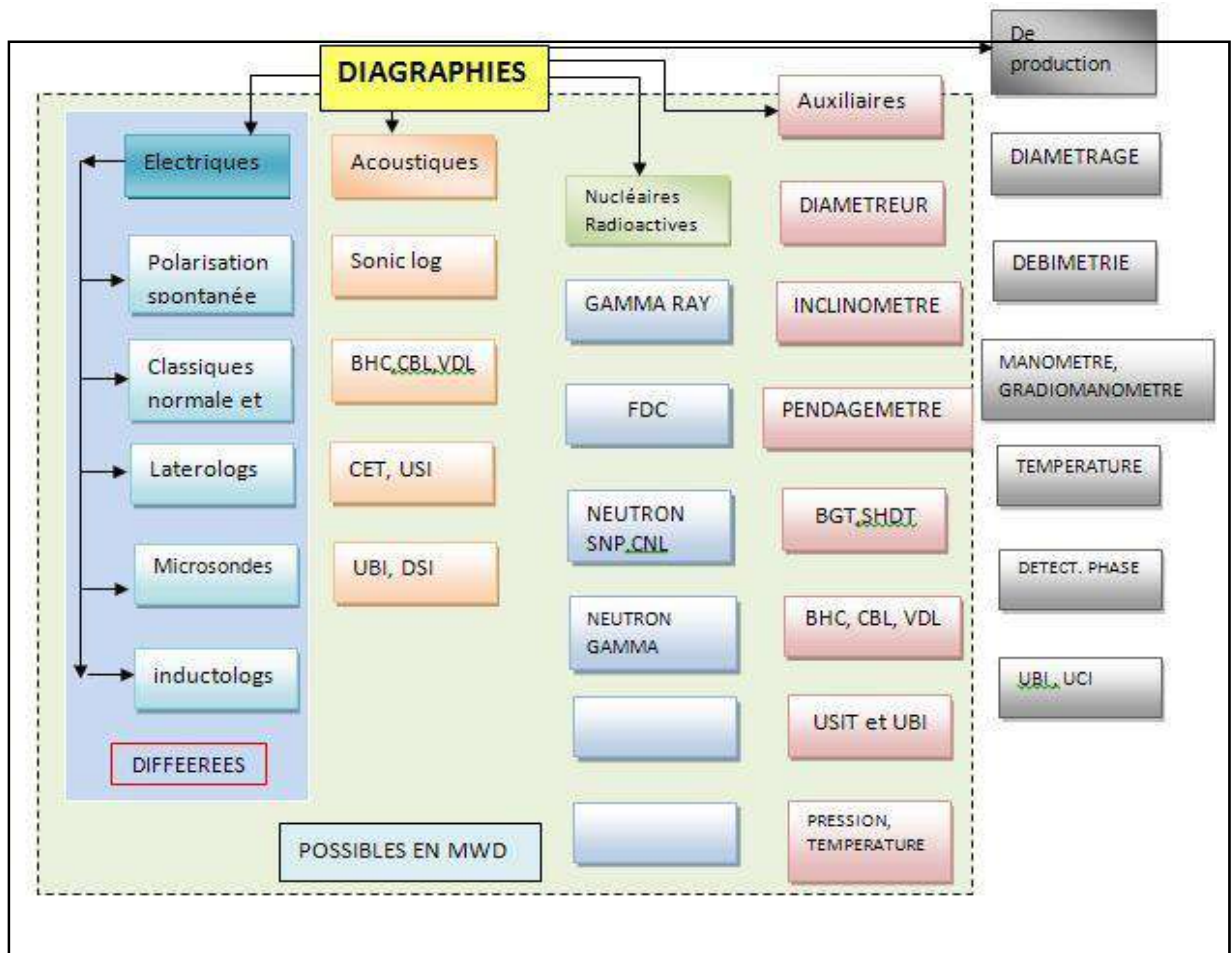 DIAGRAPHIES
De
production
Auxiliaires
Electriques
Acoustiques
Nucléaires
Radioactives
Polarisation
spontanée
Classiques
normale et
Laterologs
Microsondes
inductologs
DIFFEEREES
Sonic log
BHC,CBL,VDL
CET, USI
UBI, DSI
GAMMA RAY
FDC
NEUTRON
SNP,CNL
NEUTRON
GAMMA
DIAMETREUR
INCLINOMETRE
PENDAGEMETRE
BGT,SHDT
BHC, CBL, VDL
USIT et UBI
PRESSION,
TEMPERATURE
DIAMETRAGE
DEBIMETRIE
MANOMETRE,
GRADIOMANOMETRE
TEMPERATURE
DETECT. PHASE
UBI , UCI
POSSIBLES EN MWD